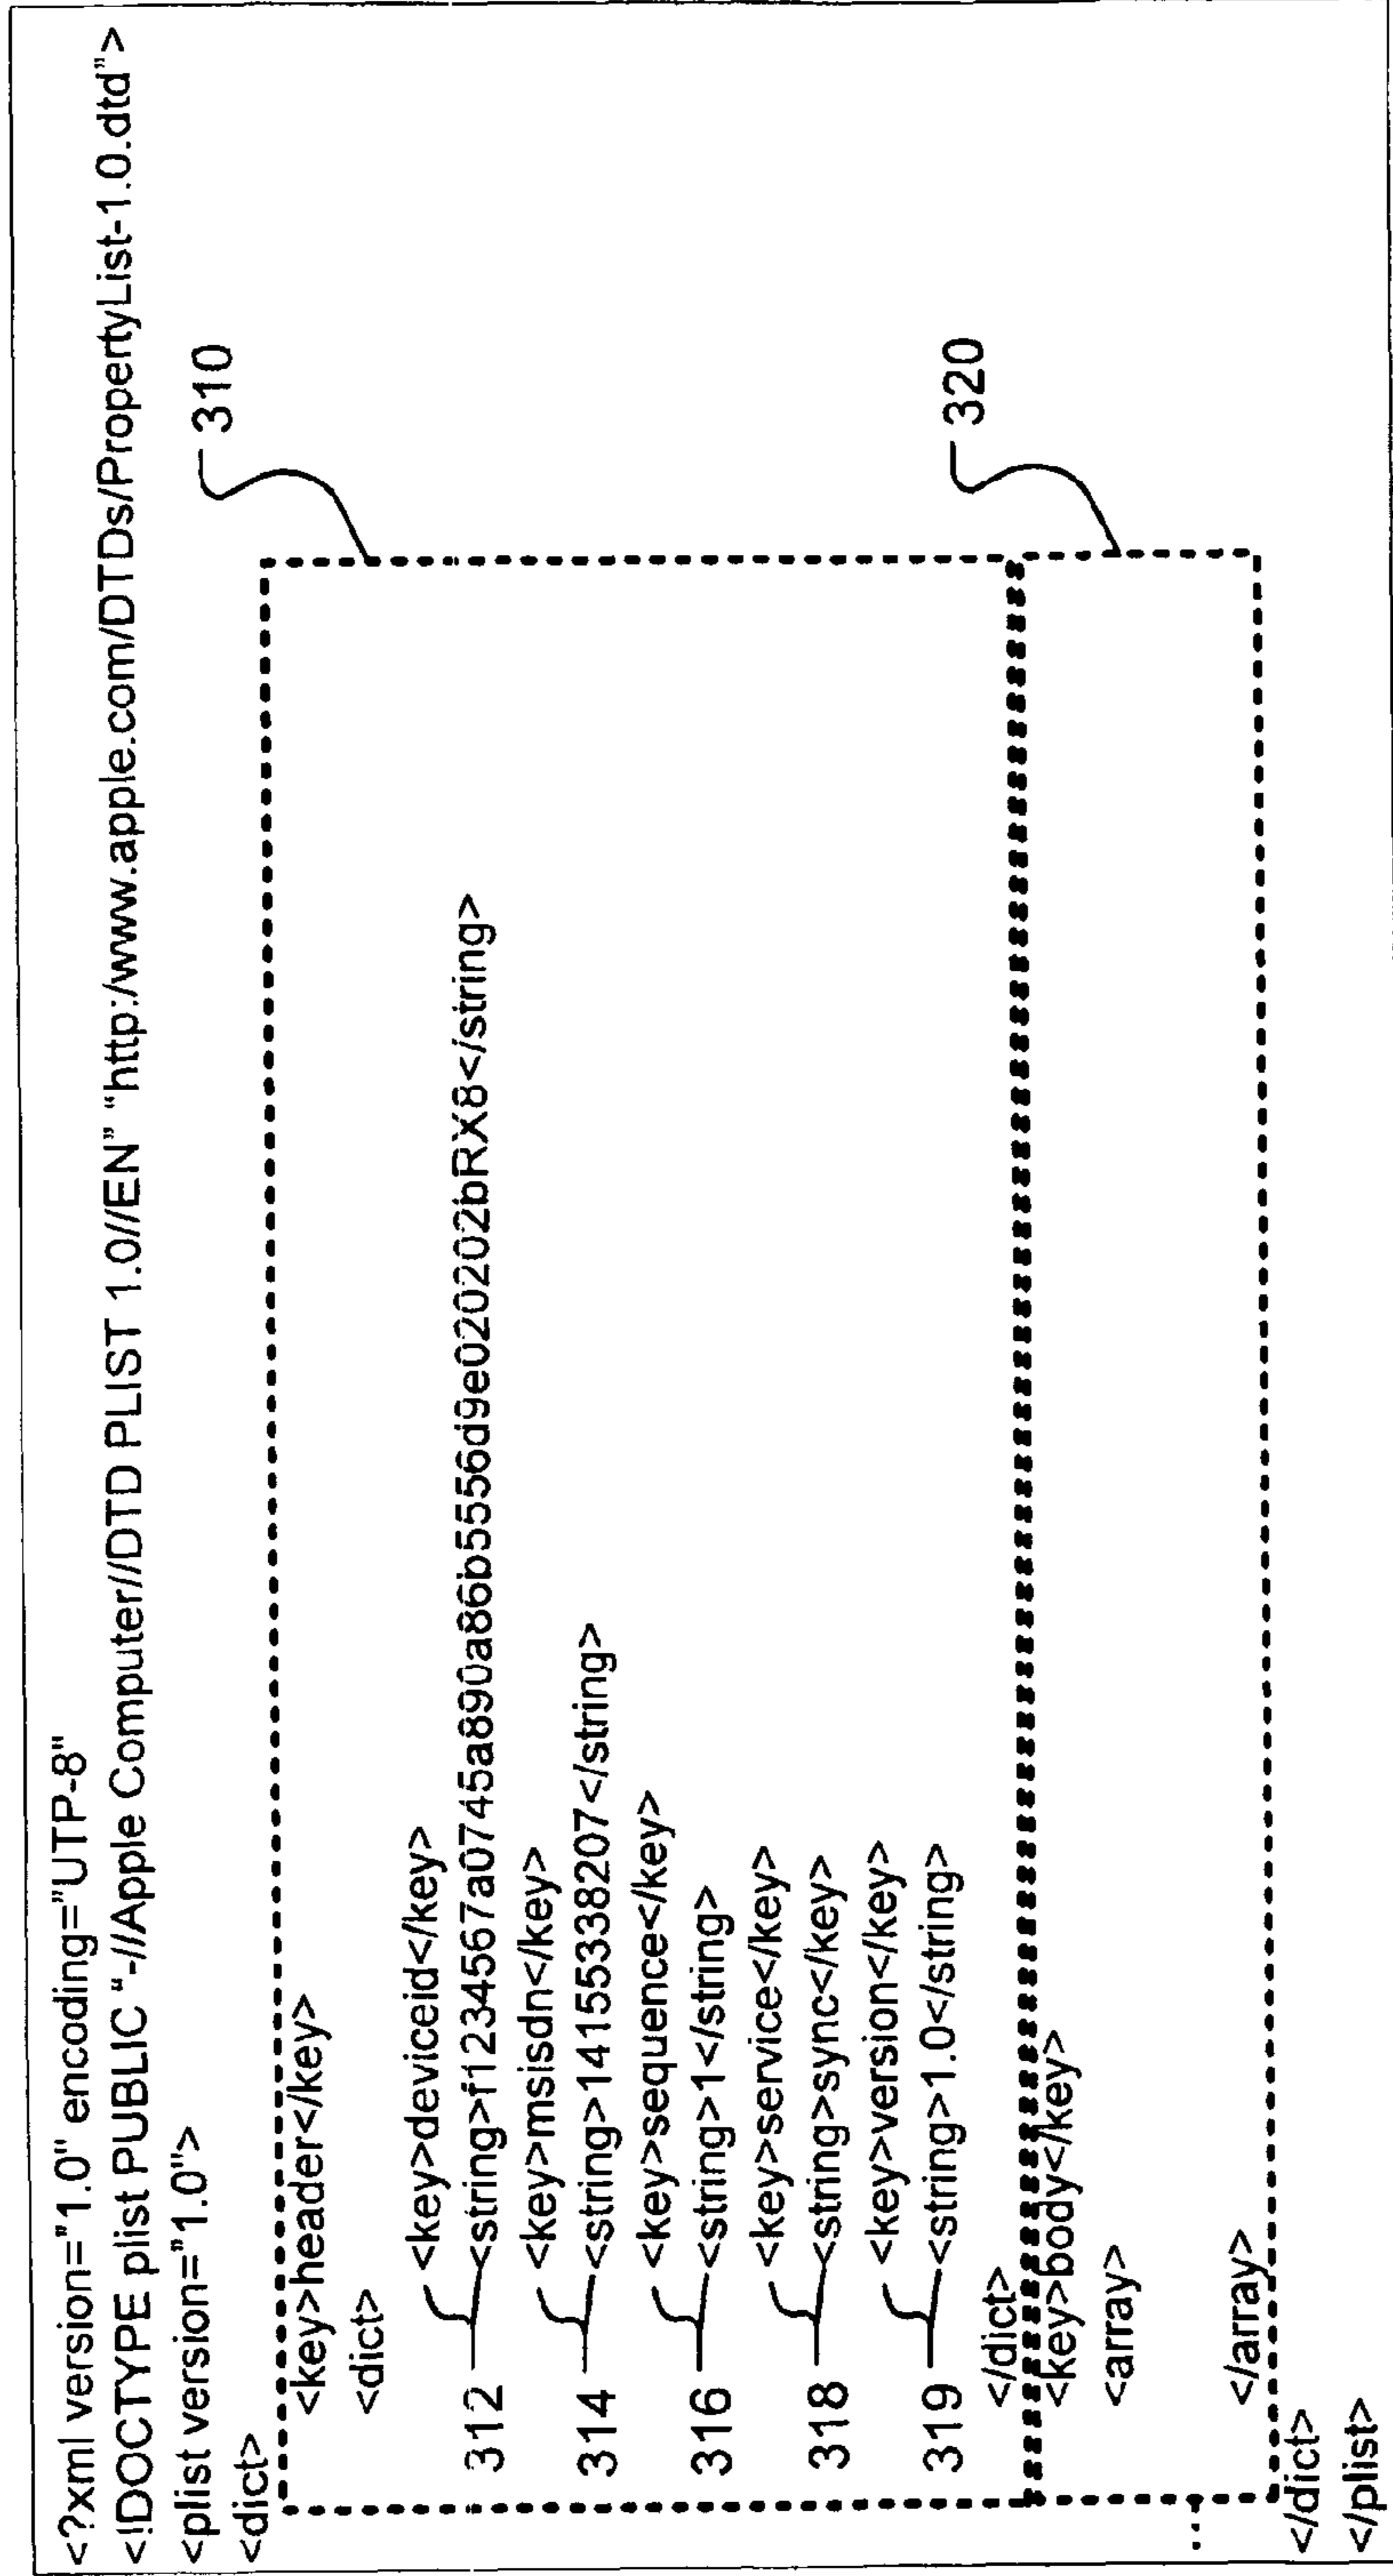 <?xml version="1.0" encoding="UTP-8"
<!DOCTYPE plist PUBLIC "-//Apple Computer//DTD PLIST 1.0//EN" "http:/www.apple.com/DTDs/PropertyList-1.0.dtd">
<plist version="1.0">
<dict>
310
<key>header</key>
<dict>
<key>deviceid</key>
312 <string>f1234567a0745a890a86b5556d9e020202bRX8</string>
<key>msisdn</key>
314 <string>14155338207</string>
<key>sequence</key>
316 <string>1</string>
<key>service</key>
318 <string>sync</key>
<key>version</key>
319 <string>1.0</string>
</dict>
320
<key>body</key>
<array>
...
</array>
</dict>
</plist>